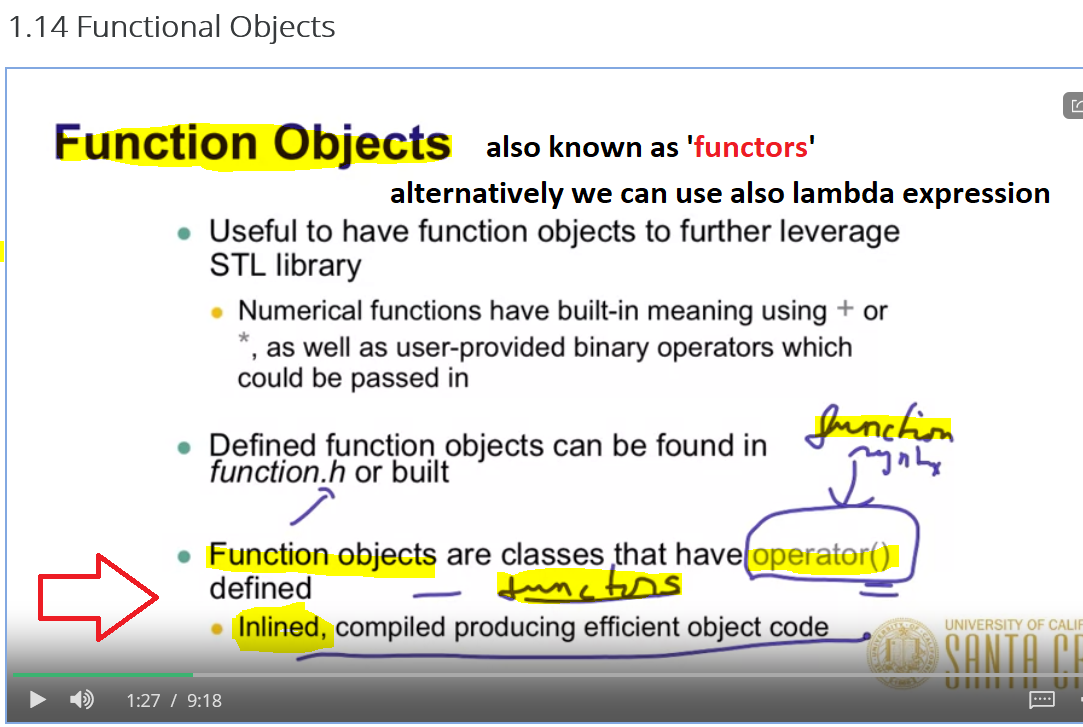 1.14 Functional Objects
Function Objects also known as 'functors'
alternatively we can use also lambda expression
Useful to have function objects to further leverage
STL library
Numerical functions have built-in meaning using + or
*, as well as user-provided binary operators which
could be passed in
function
Defined function objects can be found in
function.h or built
Function objects are classes that have operator()
defined
functors
Inlined, compiled producing efficient object code
UNIVERSITY OF CALIF
SANTA C
1:27 / 9:18